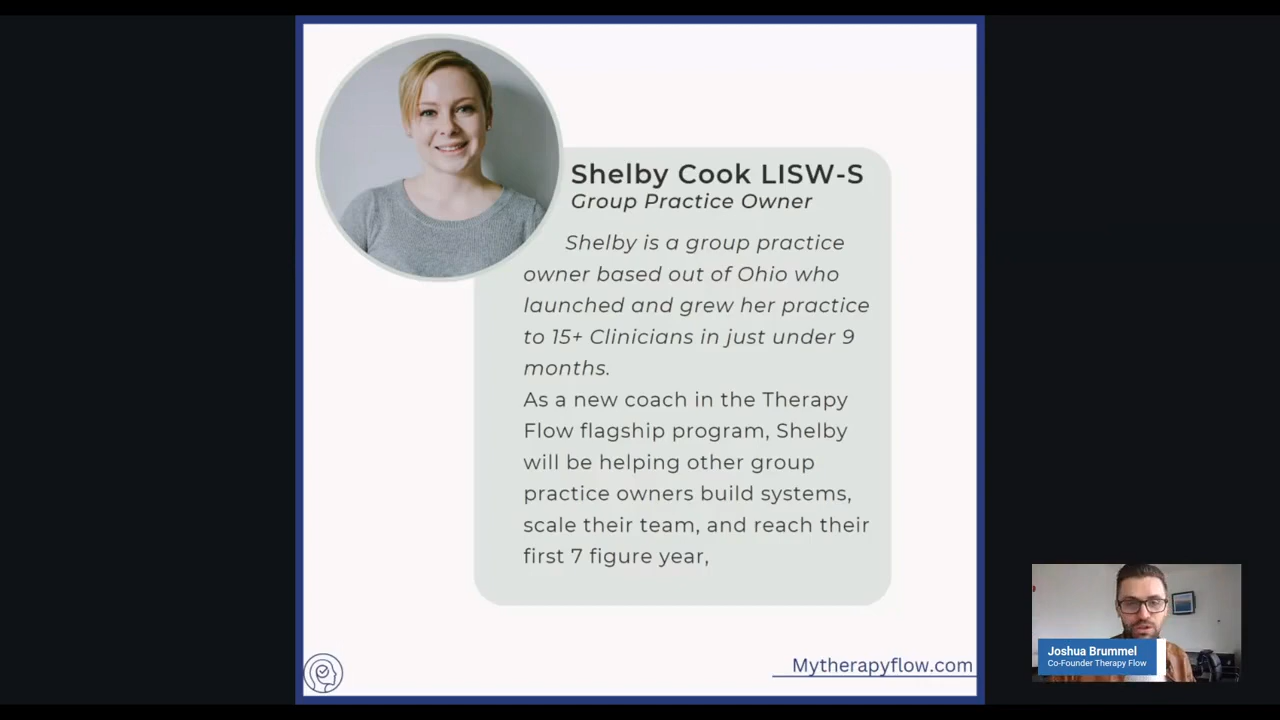 Shelby Cook LISW-S
Group Practice Owner
Shelby is a group practice
owner based out of Ohio who
launched and grew her practice
to 15+ Clinicians in just under 9
months.
As a new coach in the Therapy
Flow flagship program, Shelby
will be helping other group
practice owners build systems,
scale their team, and reach their
first 7 figure year,
Mytherapyflow.com
Joshua Brummel
Co-Founder Therapy Flow